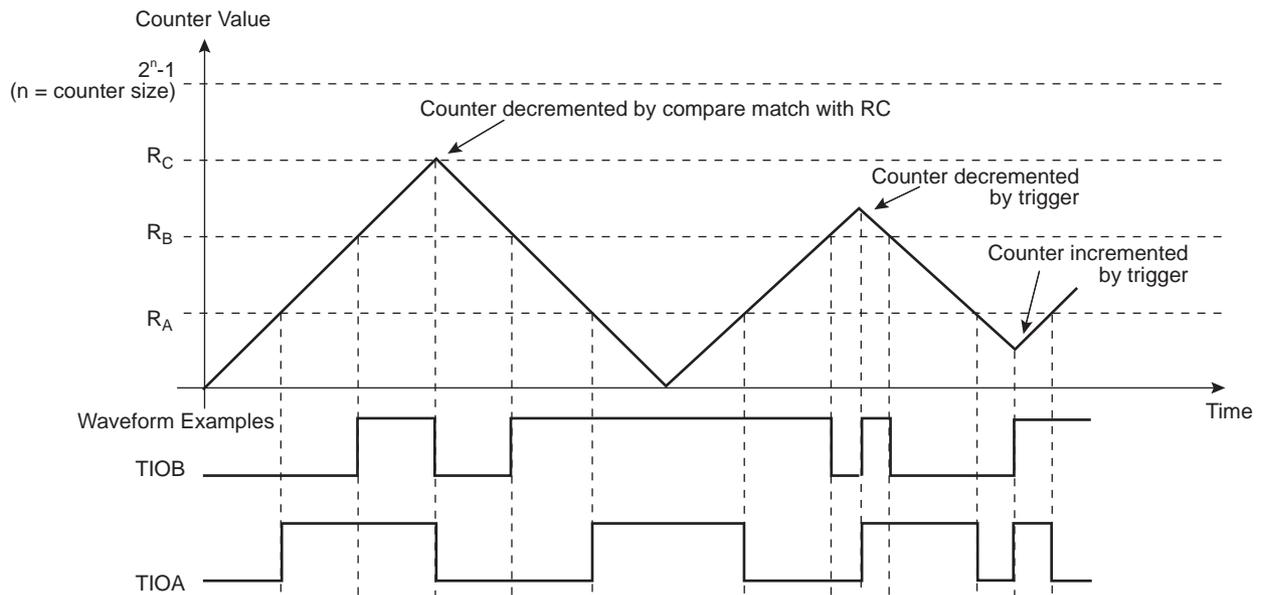 Counter Value
2ⁿ-1
(n = counter size)
Counter decremented by compare match with RC
R_C
Counter decremented
by trigger
R_B
Counter incremented
by trigger
R_A
Time
Waveform Examples
TIOB
TIOA